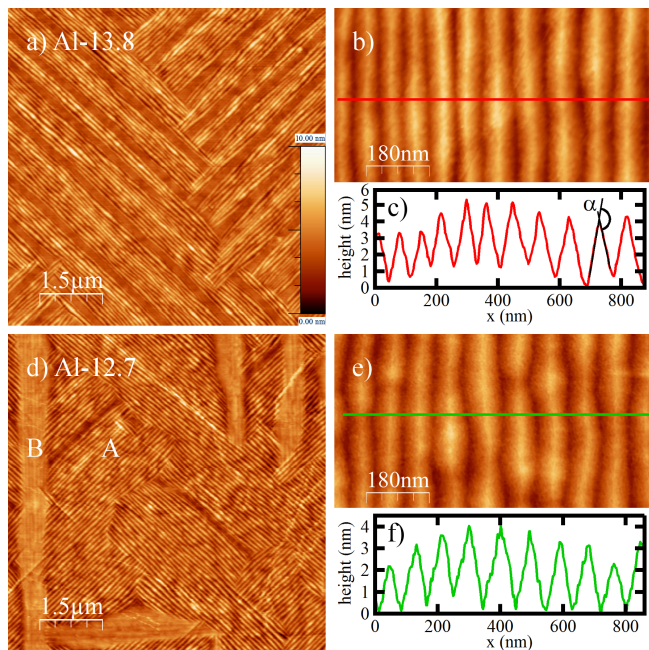 a) Al-13.8
10.00 nm
0.00 nm
1.5µm
b)
180nm
c)
α
height (nm)
6
5
4
3
2
1
0
0 200 400 600 800
x (nm)
d) Al-12.7
B A
1.5µm
e)
180nm
f)
height (nm)
4
3
2
1
0
0 200 400 600 800
x (nm)